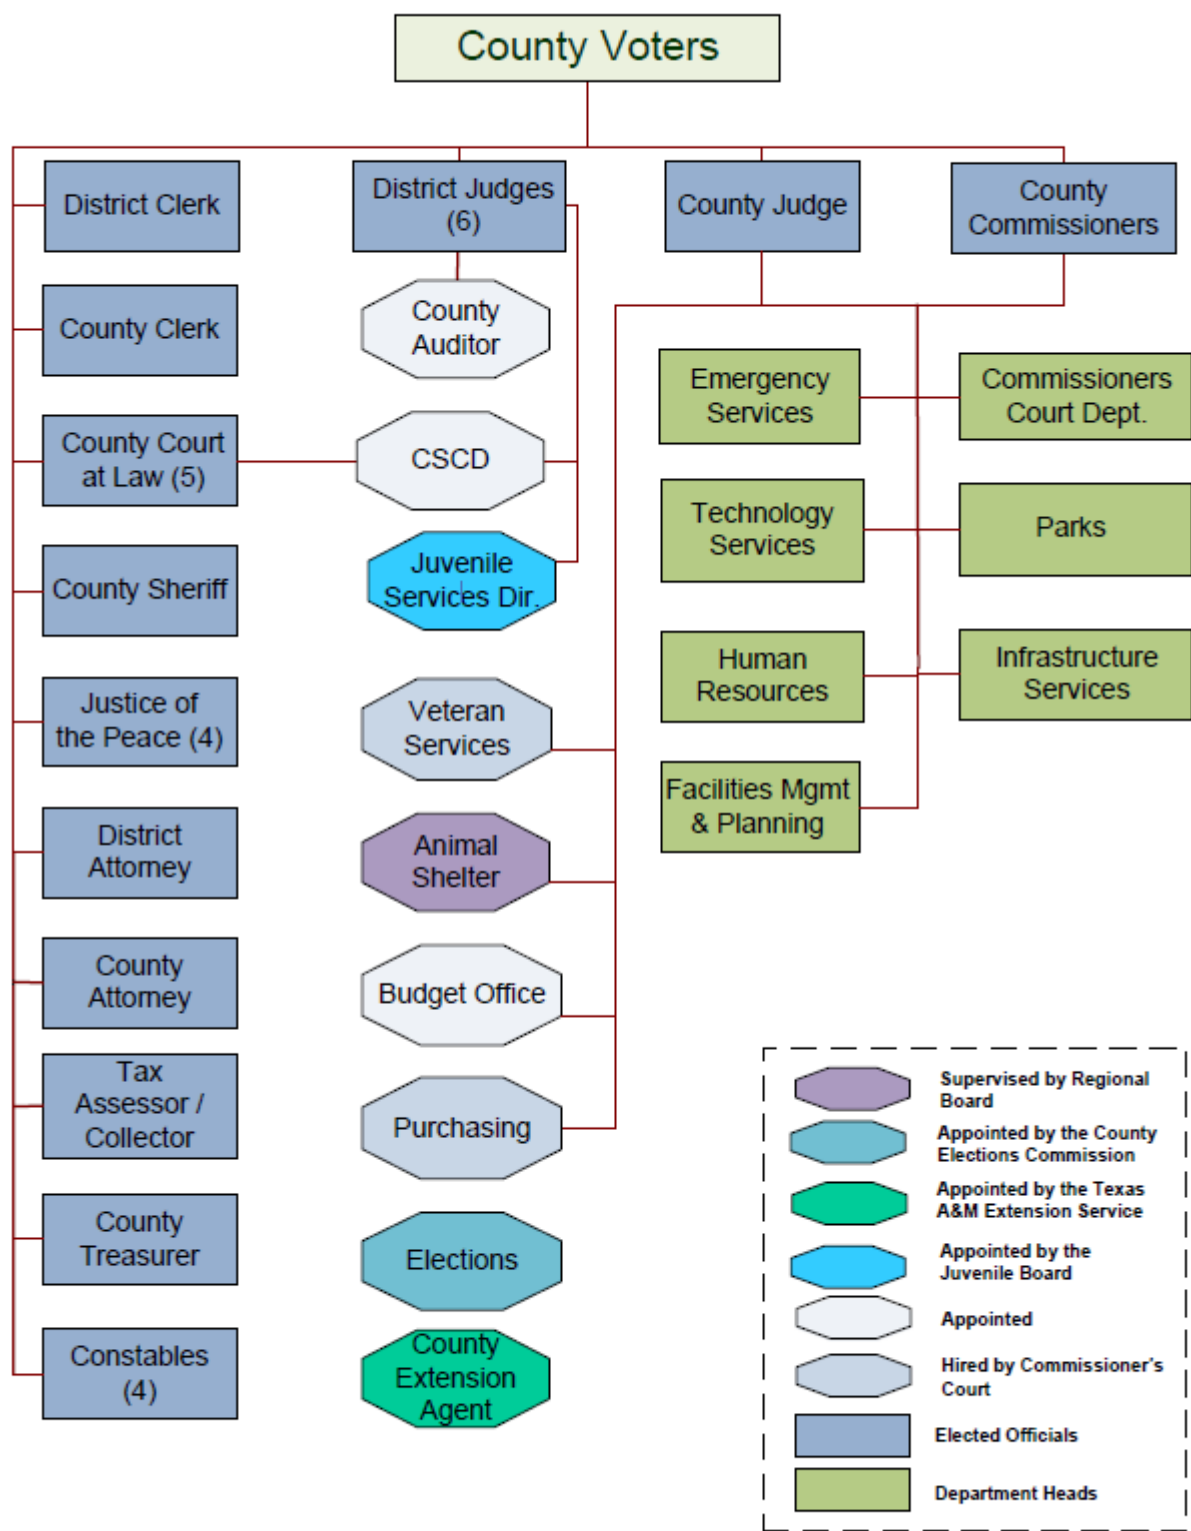 County Voters
District Clerk
District Judges
(6)
County Judge
County
Commissioners
County Clerk
County
Auditor
Emergency
Services
Commissioners
Court Dept.
County Court
at Law (5)
CSCD
Technology
Services
Parks
County Sheriff
Juvenile
Services Dir.
Human
Resources
Infrastructure
Services
Justice of
the Peace (4)
Veteran
Services
Facilities Mgmt
& Planning
District
Attorney
Animal
Shelter
County
Attorney
Budget Office
Tax
Assessor /
Collector
Purchasing
County
Treasurer
Elections
Constables
(4)
County
Extension
Agent
Supervised by Regional
Board
Appointed by the County
Elections Commission
Appointed by the Texas
A&M Extension Service
Appointed by the
Juvenile Board
Appointed
Hired by Commissioner's
Court
Elected Officials
Department Heads